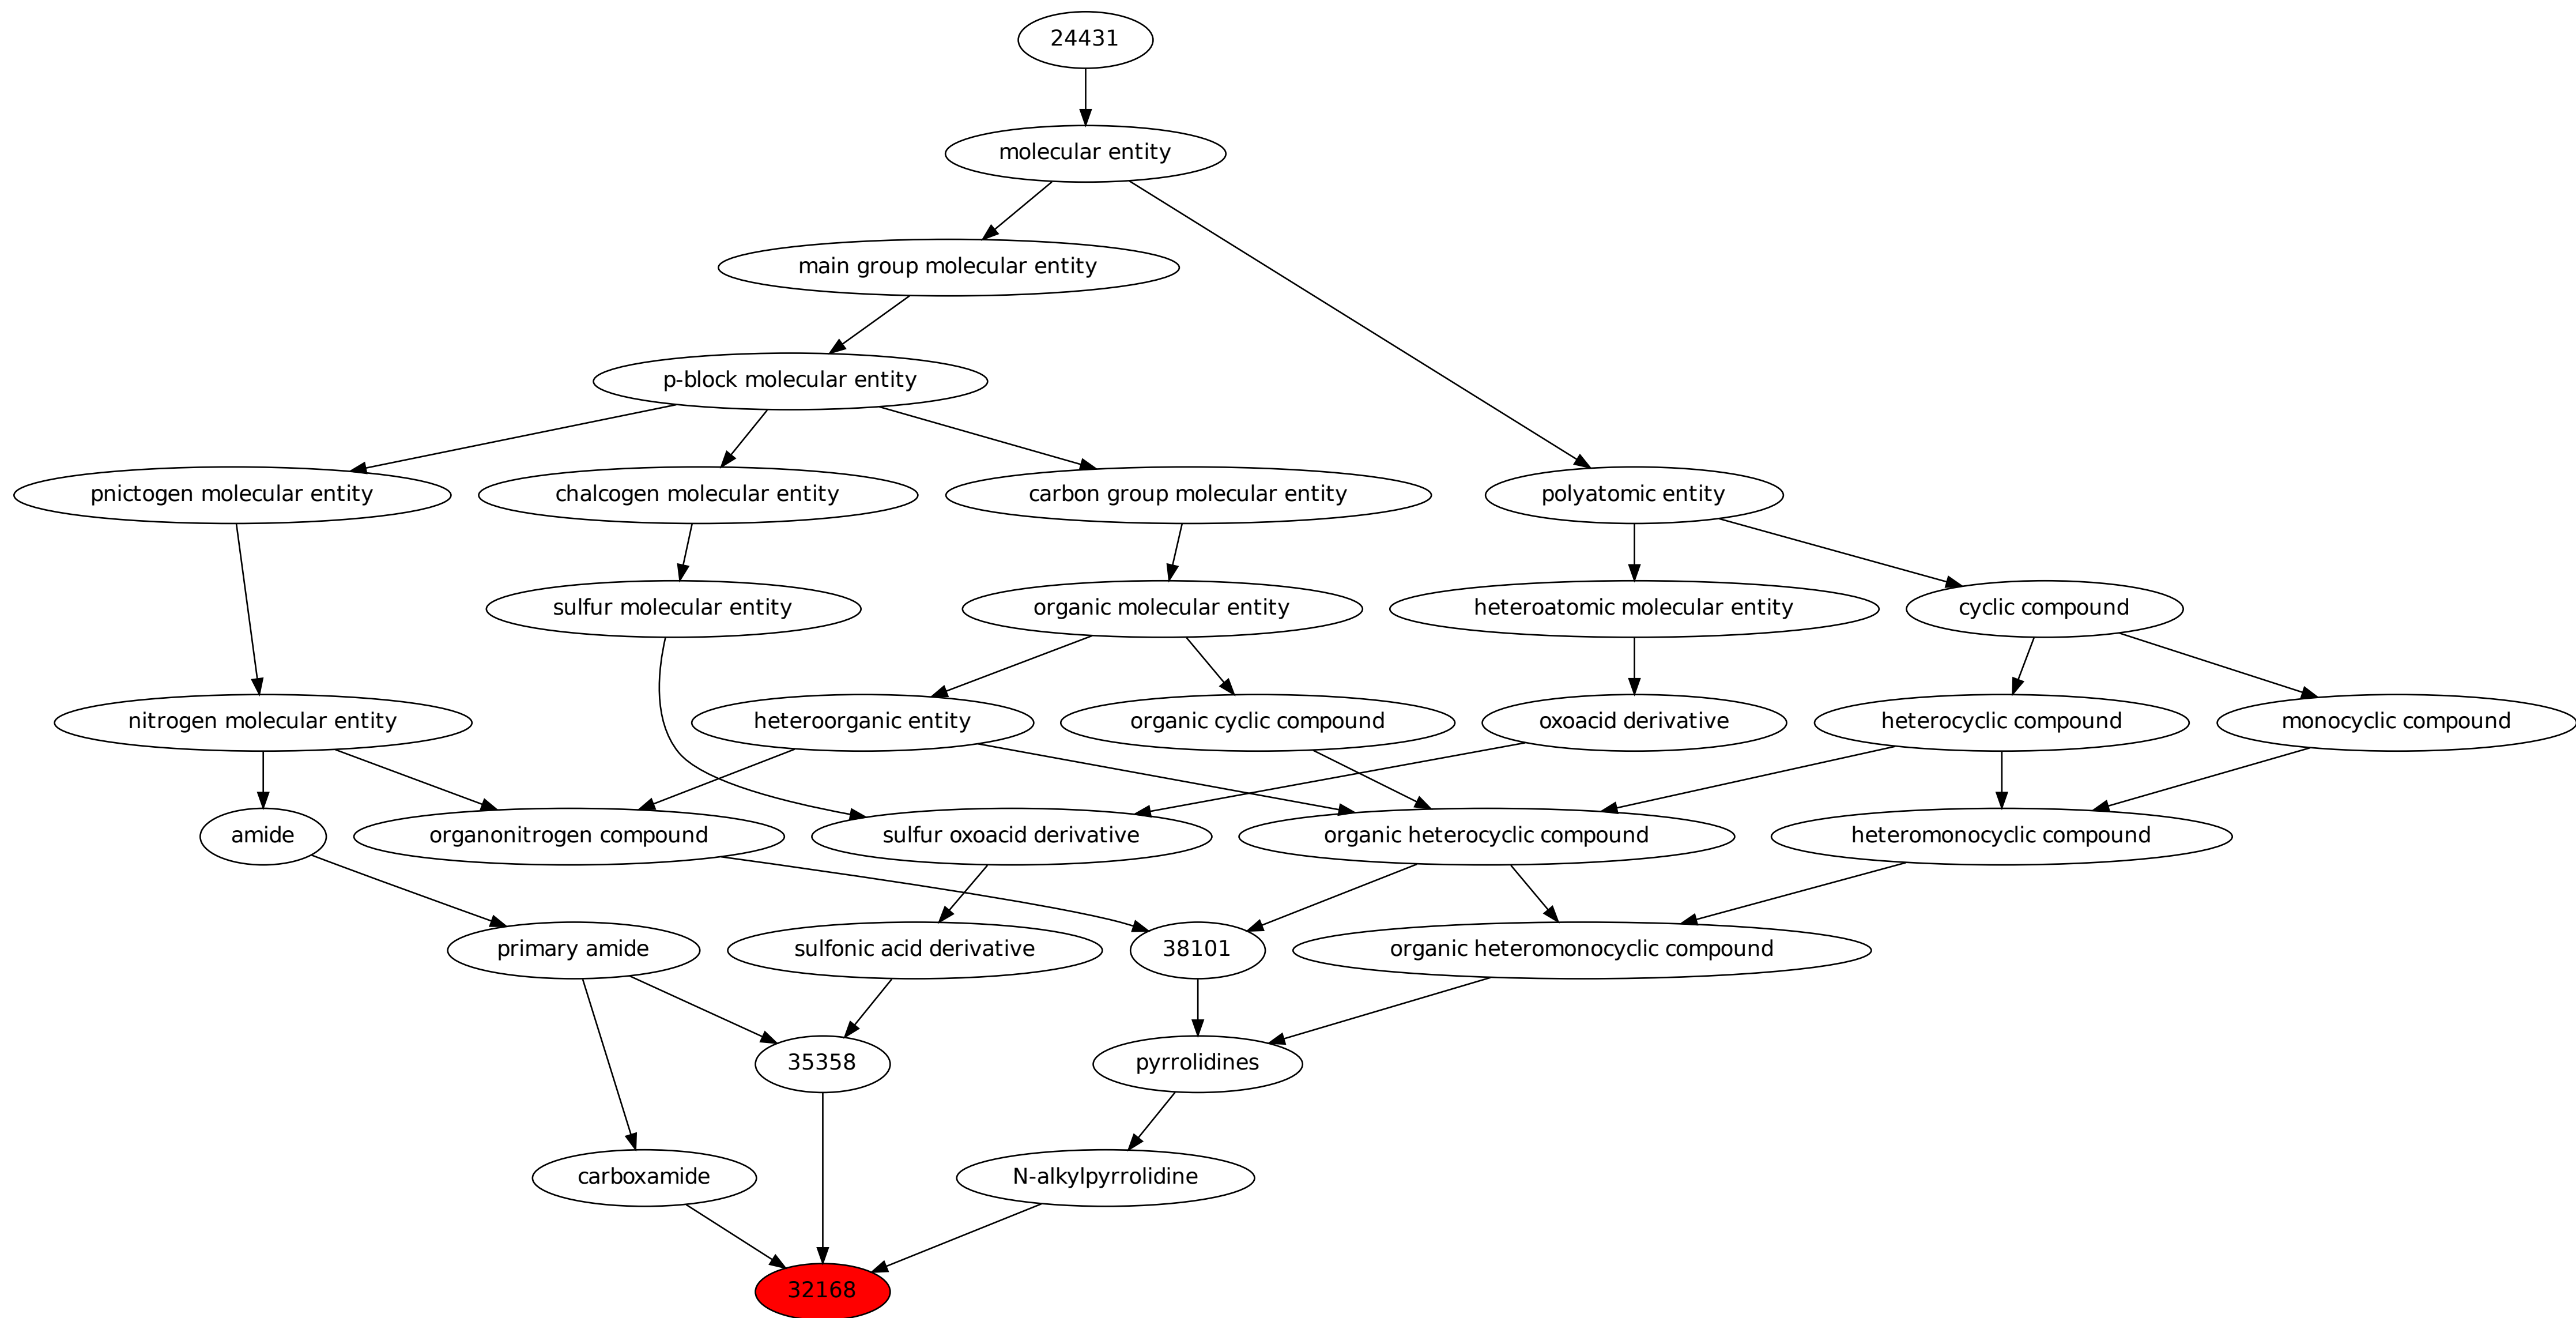 24431
molecular entity
main group molecular entity
p-block molecular entity
pnictogen molecular entity
chalcogen molecular entity
carbon group molecular entity
polyatomic entity
sulfur molecular entity
organic molecular entity
heteroatomic molecular entity
cyclic compound
nitrogen molecular entity
heteroorganic entity
organic cyclic compound
oxoacid derivative
heterocyclic compound
monocyclic compound
amide
organonitrogen compound
sulfur oxoacid derivative
organic heterocyclic compound
heteromonocyclic compound
primary amide
sulfonic acid derivative
38101
organic heteromonocyclic compound
35358
pyrrolidines
carboxamide
N-alkylpyrrolidine
32168